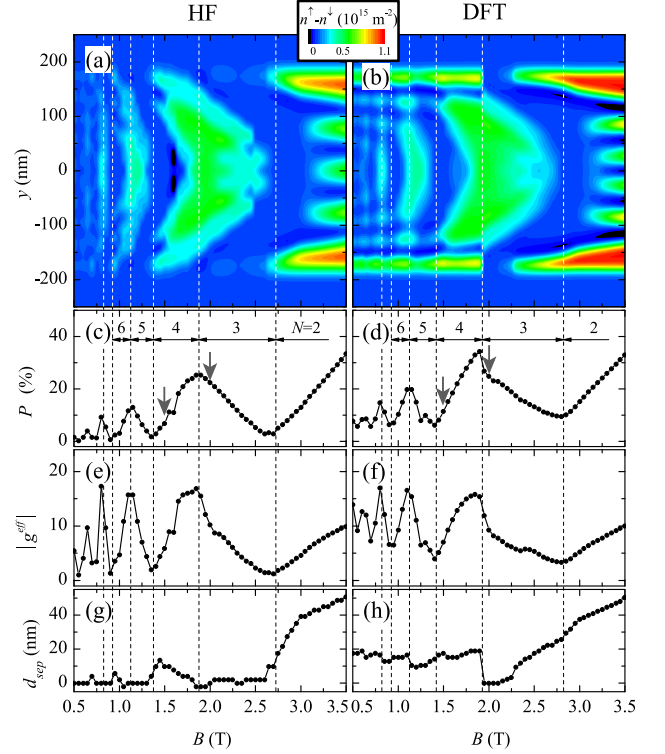 HF
DFT
n↑-n↓ (10¹⁵ m⁻²)
0 0.5 1.1
(a)
(b)
y (nm)
200
100
0
-100
-200
(c)
(d)
6 5 4 3 N=2
6 5 4 3 2
P (%)
40
20
0
(e)
(f)
|g^eff|
20
10
0
(g)
(h)
d_sep (nm)
40
20
0
0.5 1.0 1.5 2.0 2.5 3.0 3.5
0.5 1.0 1.5 2.0 2.5 3.0 3.5
B (T)
B (T)